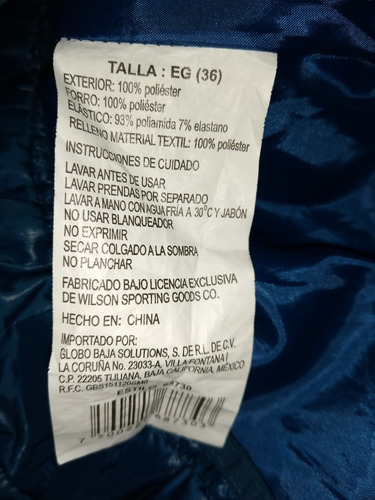 TALLA : EG (36)
EXTERIOR: 100% poliéster
FORRO: 100% poliéster
ELÁSTICO: 93% poliamida 7% elastano
RELLENO MATERIAL TEXTIL: 100% poliéster
INSTRUCCIONES DE CUIDADO
LAVAR ANTES DE USAR
LAVAR PRENDAS POR SEPARADO
LAVAR A MANO CON AGUA FRÍA A 30°C Y JABÓN
NO USAR BLANQUEADOR
NO EXPRIMIR
SECAR COLGADO A LA SOMBRA
NO PLANCHAR
FABRICADO BAJO LICENCIA EXCLUSIVA
DE WILSON SPORTING GOODS CO.
HECHO EN: CHINA
IMPORTADO POR:
GLOBO BAJA SOLUTIONS, S. DE R.L. DE C.V.
LA CORUÑA No. 23033-A, VILLA FONTANA I
C.P. 22205 TIJUANA, BAJA CALIFORNIA, MÉXICO
R.F.C.